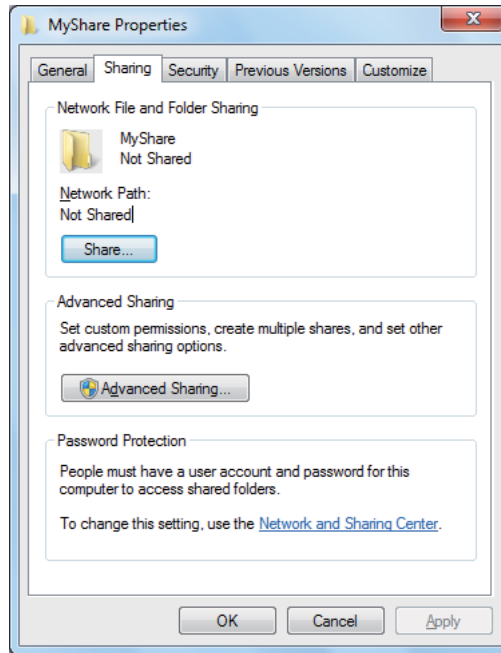 MyShare Properties
General Sharing Security Previous Versions Customize
Network File and Folder Sharing
MyShare
Not Shared
Network Path:
Not Shared
Share...
Advanced Sharing
Set custom permissions, create multiple shares, and set other
advanced sharing options.
Advanced Sharing...
Password Protection
People must have a user account and password for this
computer to access shared folders.
To change this setting, use the Network and Sharing Center.
OK Cancel Apply